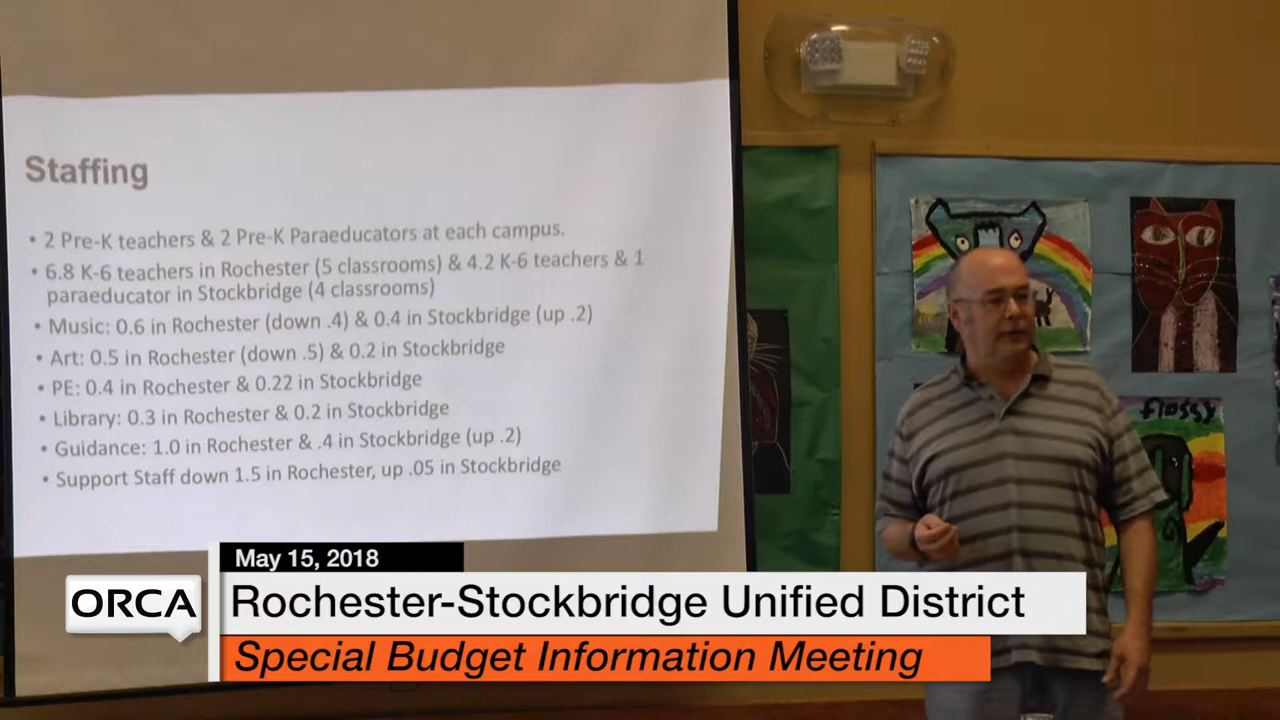 Staffing
• 2 Pre-K teachers & 2 Pre-K Paraeducators at each campus.
• 6.8 K-6 teachers in Rochester (5 classrooms) & 4.2 K-6 teachers & 1
paraeducator in Stockbridge (4 classrooms)
• Music: 0.6 in Rochester (down .4) & 0.4 in Stockbridge (up .2)
• Art: 0.5 in Rochester (down .5) & 0.2 in Stockbridge
• PE: 0.4 in Rochester & 0.22 in Stockbridge
• Library: 0.3 in Rochester & 0.2 in Stockbridge
• Guidance: 1.0 in Rochester & .4 in Stockbridge (up .2)
• Support Staff down 1.5 in Rochester, up .05 in Stockbridge
flossy
May 15, 2018
ORCA
Rochester-Stockbridge Unified District
Special Budget Information Meeting